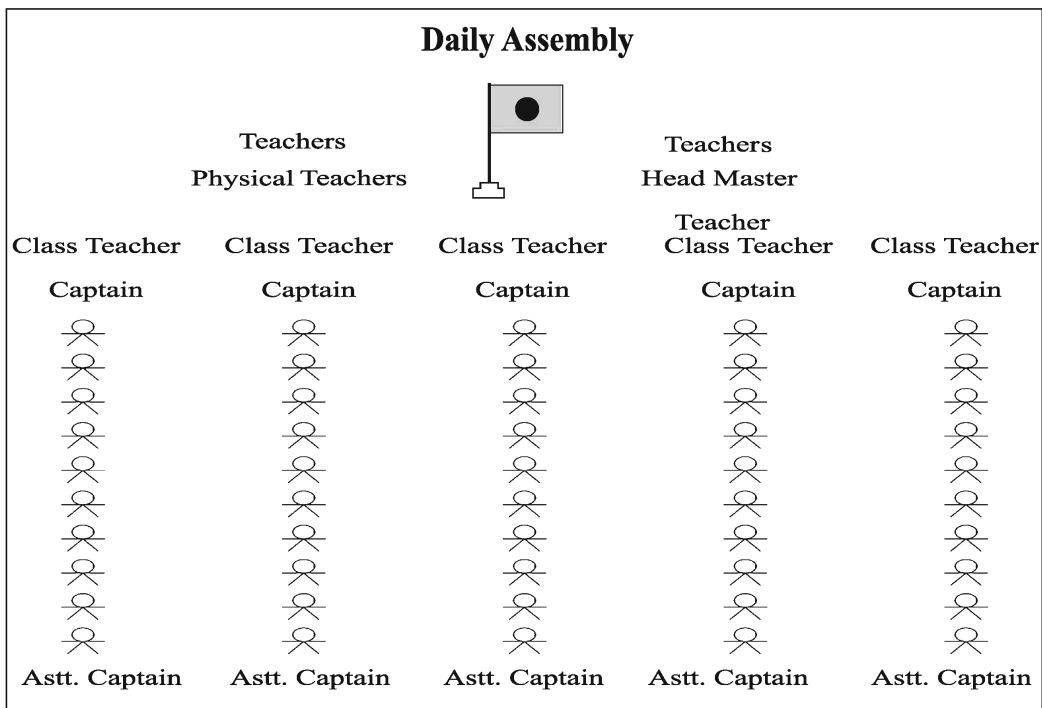 Daily Assembly
Teachers Teachers
Physical Teachers Head Master
Teacher
Class Teacher Class Teacher Class Teacher Class Teacher Class Teacher
Captain Captain Captain Captain Captain
Astt. Captain Astt. Captain Astt. Captain Astt. Captain Astt. Captain